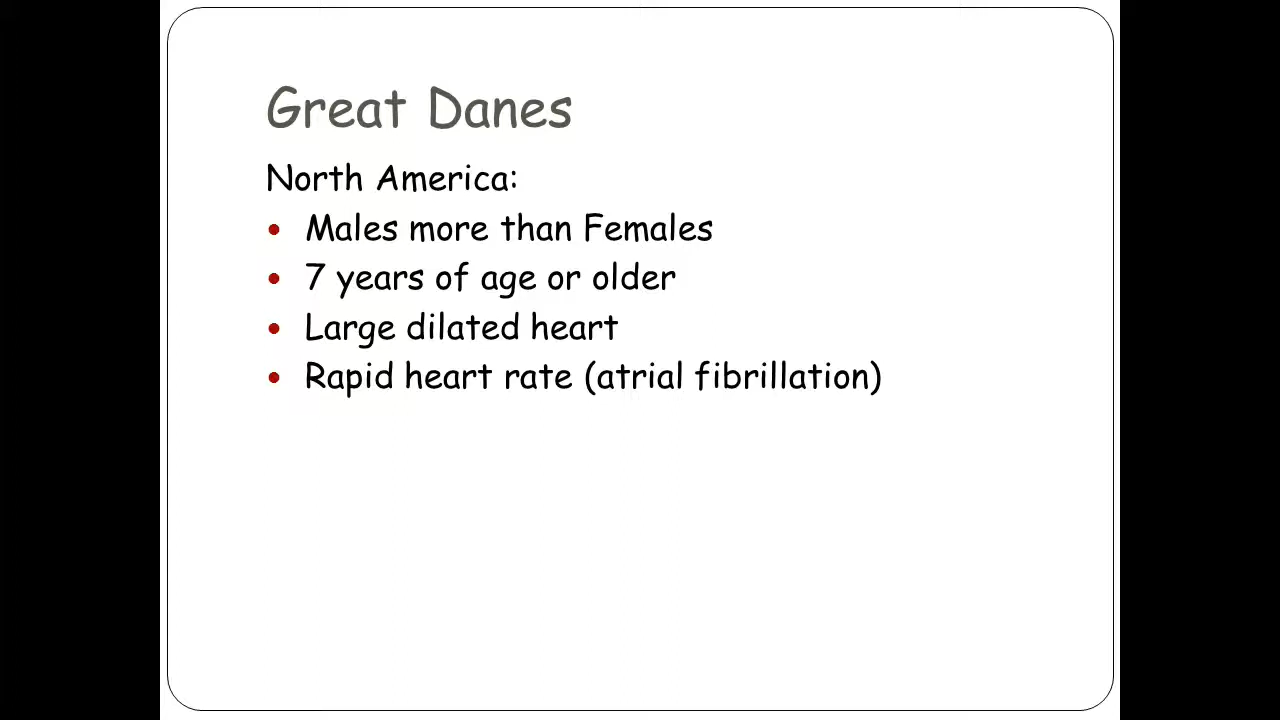 Great Danes
North America:
• Males more than Females
• 7 years of age or older
• Large dilated heart
• Rapid heart rate (atrial fibrillation)